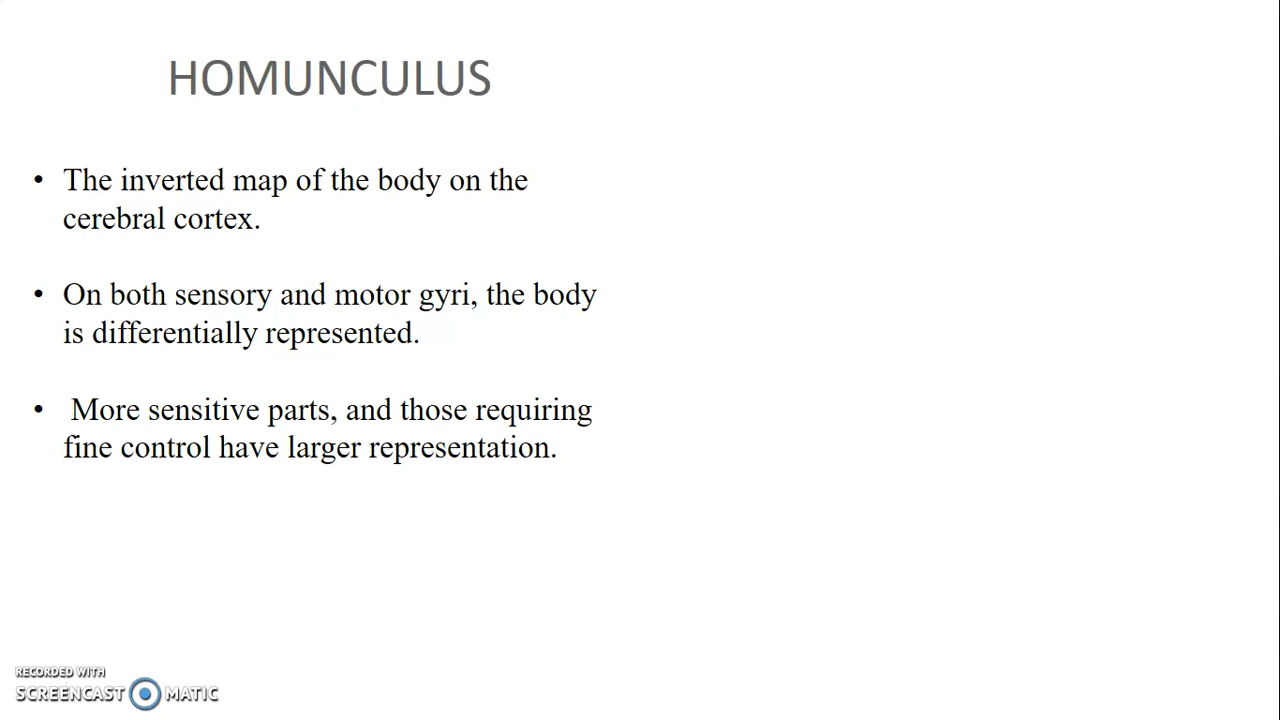 HOMUNCULUS
• The inverted map of the body on the
cerebral cortex.
• On both sensory and motor gyri, the body
is differentially represented.
• More sensitive parts, and those requiring
fine control have larger representation.
RECORDED WITH
SCREENCAST MATIC